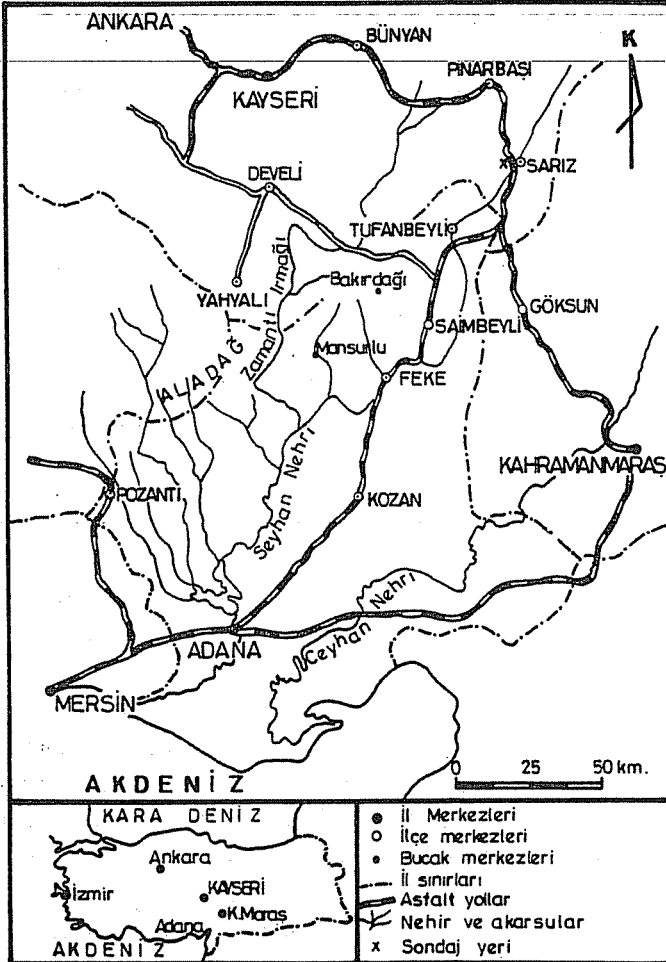 ANKARA
BÜNYAN
PINARBAŞI
K
KAYSERİ
x SARIZ
DEVELİ
TUFANBEYLİ
YAHYALI
Zamantı Irmağı
Bakırdağı
GÖKSUN
SAİMBEYLİ
ALADAĞ
Mansurlu
FEKE
KAHRAMANMARAŞ
POZANTI
KOZAN
Seyhan Nehri
Ceyhan Nehri
ADANA
MERSİN
AKDENİZ
0 25 50 km.
KARA DENİZ
Ankara
İzmir
KAYSERİ
K.Maraş
Adana
AKDENİZ
İl Merkezleri
İlçe merkezleri
Bucak merkezleri
İl sınırları
Asfalt yollar
Nehir ve akarsular
x Sondaj yeri